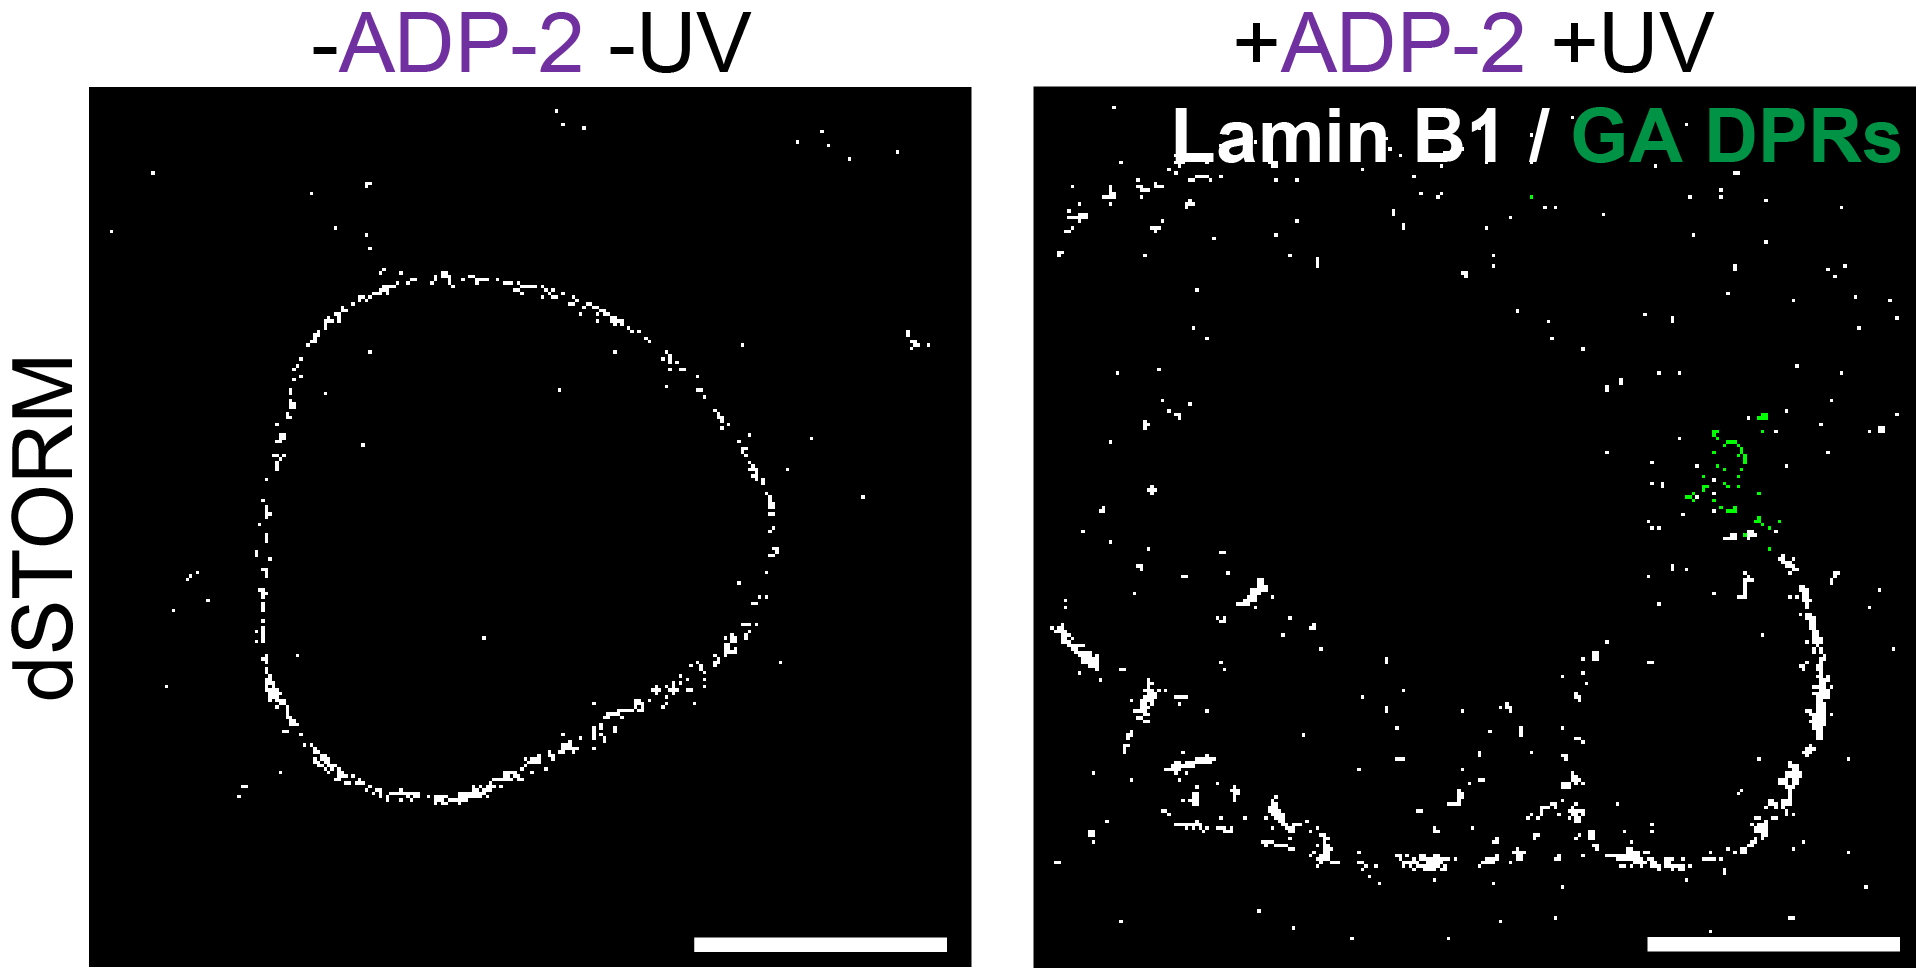 -ADP-2 -UV
+ADP-2 +UV
Lamin B1 / GA DPRs
dSTORM